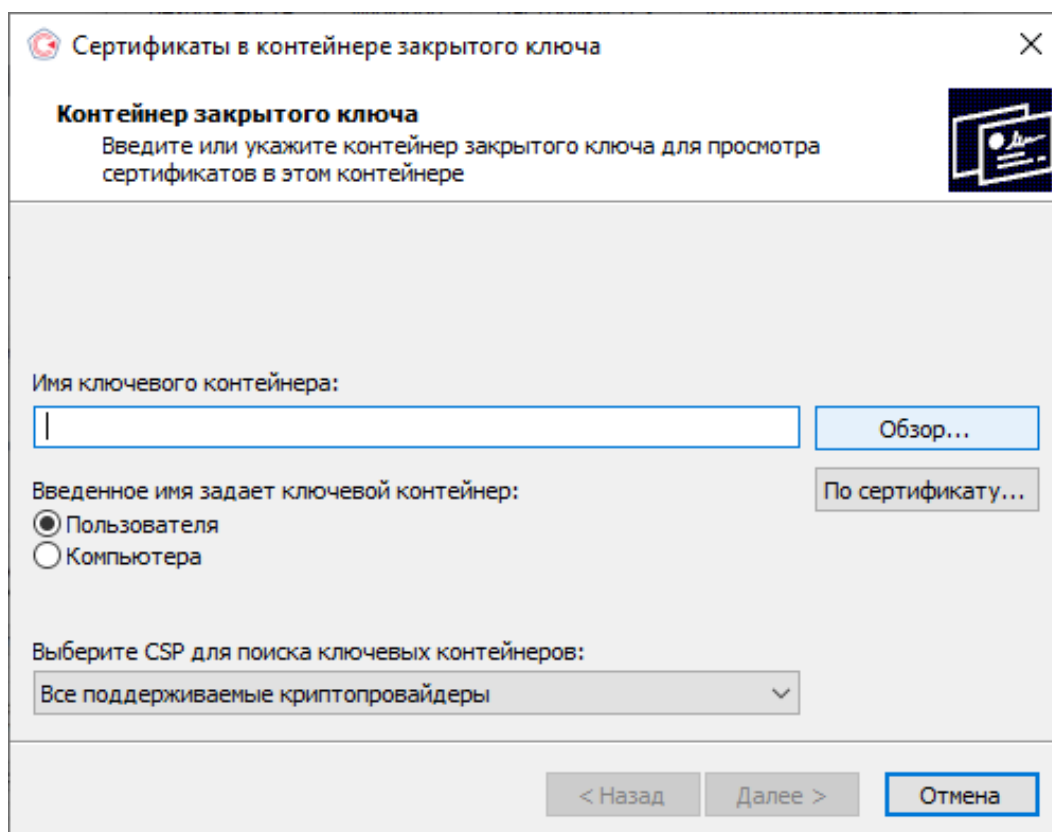 Сертификаты в контейнере закрытого ключа
Контейнер закрытого ключа
Введите или укажите контейнер закрытого ключа для просмотра
сертификатов в этом контейнере
Имя ключевого контейнера:
Обзор...
Введенное имя задает ключевой контейнер:
По сертификату...
Пользователя
Компьютера
Выберите CSP для поиска ключевых контейнеров:
Все поддерживаемые криптопровайдеры
< Назад
Далее >
Отмена